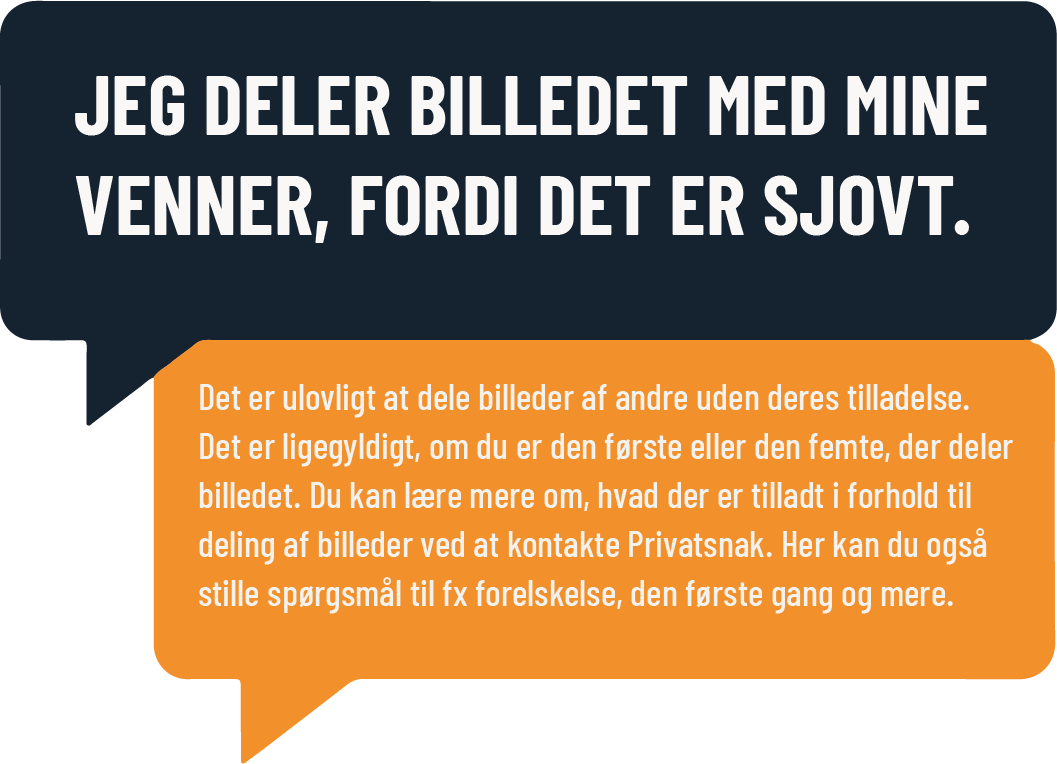 JEG DELER BILLEDET MED MINE
VENNER, FORDI DET ER SJOVT.
Det er ulovligt at dele billeder af andre uden deres tilladelse.
Det er ligegyldigt, om du er den første eller den femte, der deler
billedet. Du kan lære mere om, hvad der er tilladt i forhold til
deling af billeder ved at kontakte Privatsnak. Her kan du også
stille spørgsmål til fx forelskelse, den første gang og mere.